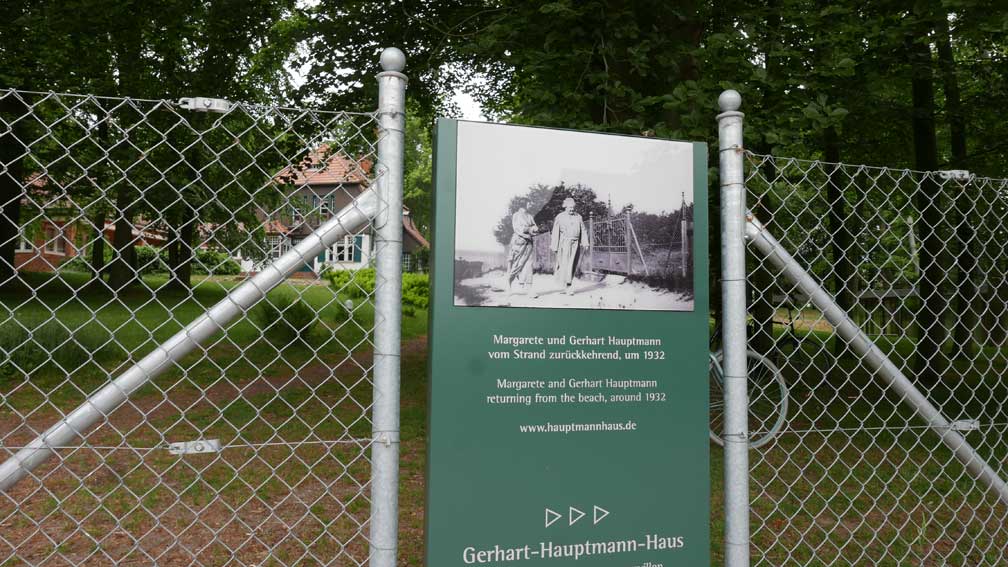 Margarete und Gerhart Hauptmann
vom Strand zurückkehrend, um 1932
Margarete and Gerhart Hauptmann
returning from the beach, around 1932
www.hauptmannhaus.de
Gerhart-Hauptmann-Haus